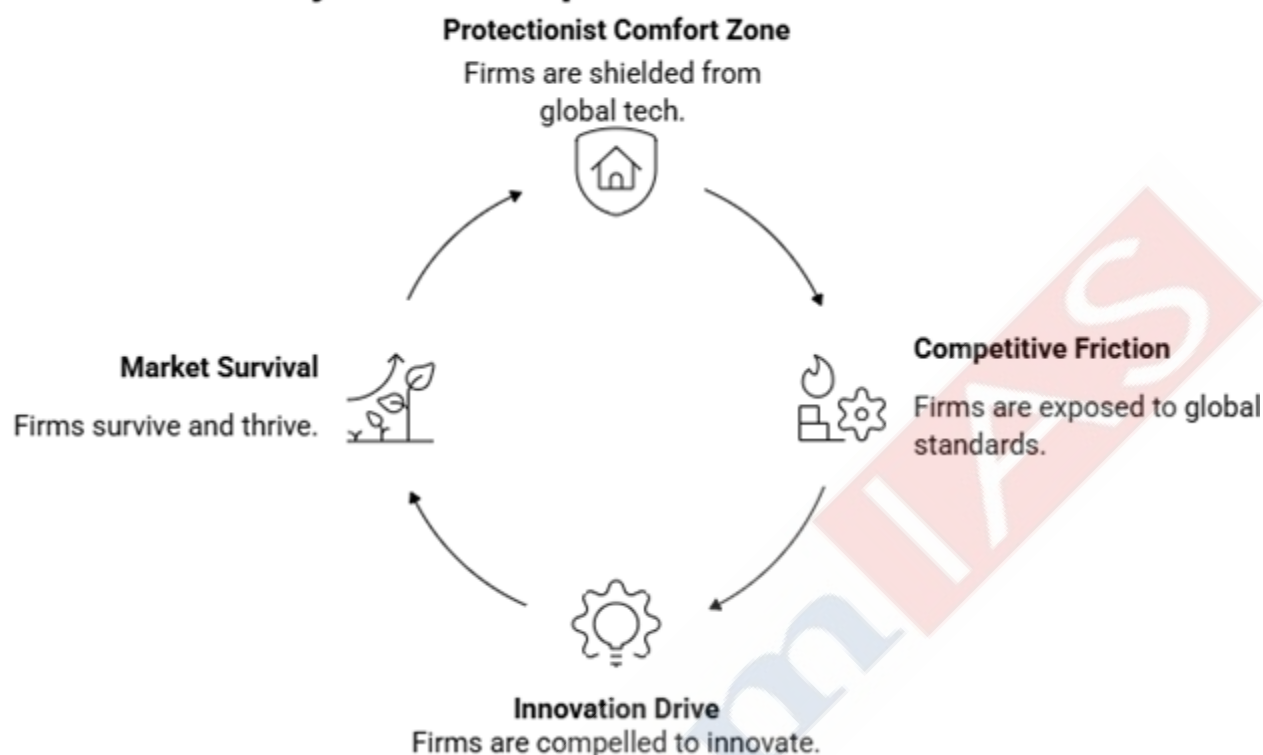 Protectionist Comfort Zone
Firms are shielded from
global tech.
Competitive Friction
Firms are exposed to global
standards.
Market Survival
Firms survive and thrive.
Innovation Drive
Firms are compelled to innovate.
m
IAS